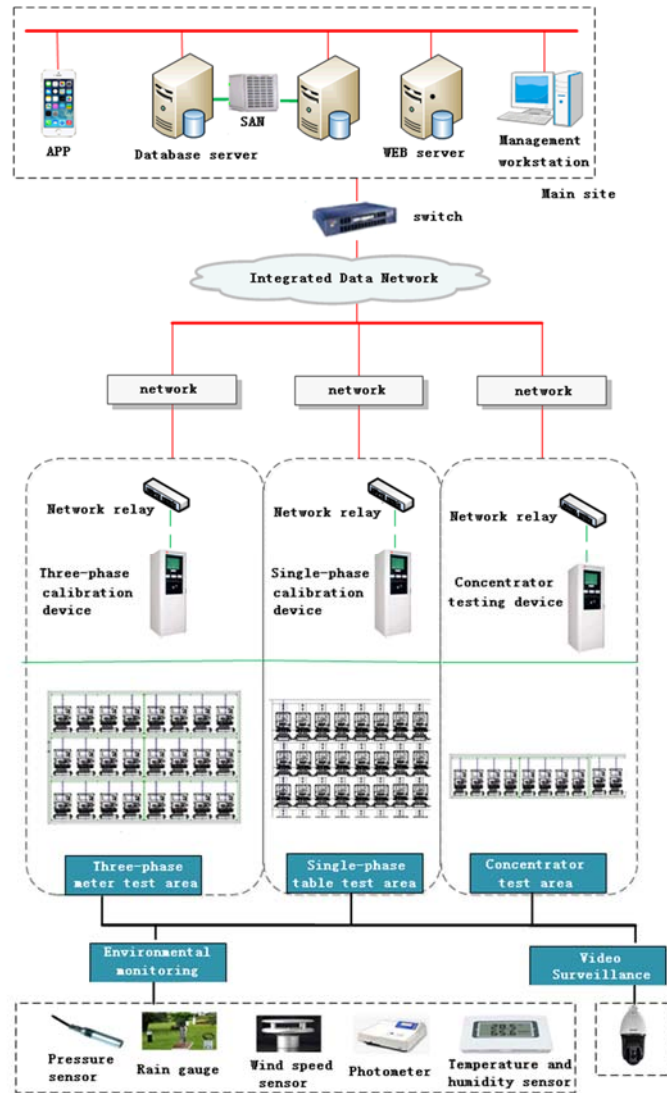 SAN
APP
Database server
WEB server
Management
workstation
Main site
switch
Integrated Data Network
network
network
network
Network relay
Network relay
Network relay
Three-phase
calibration
device
Single-phase
calibration
device
Concentrator
testing device
Three-phase
meter test area
Single-phase
table test area
Concentrator
test area
Environmental
monitoring
Video
Surveillance
Pressure
sensor
Rain gauge
Wind speed
sensor
Photometer
Temperature and
humidity sensor